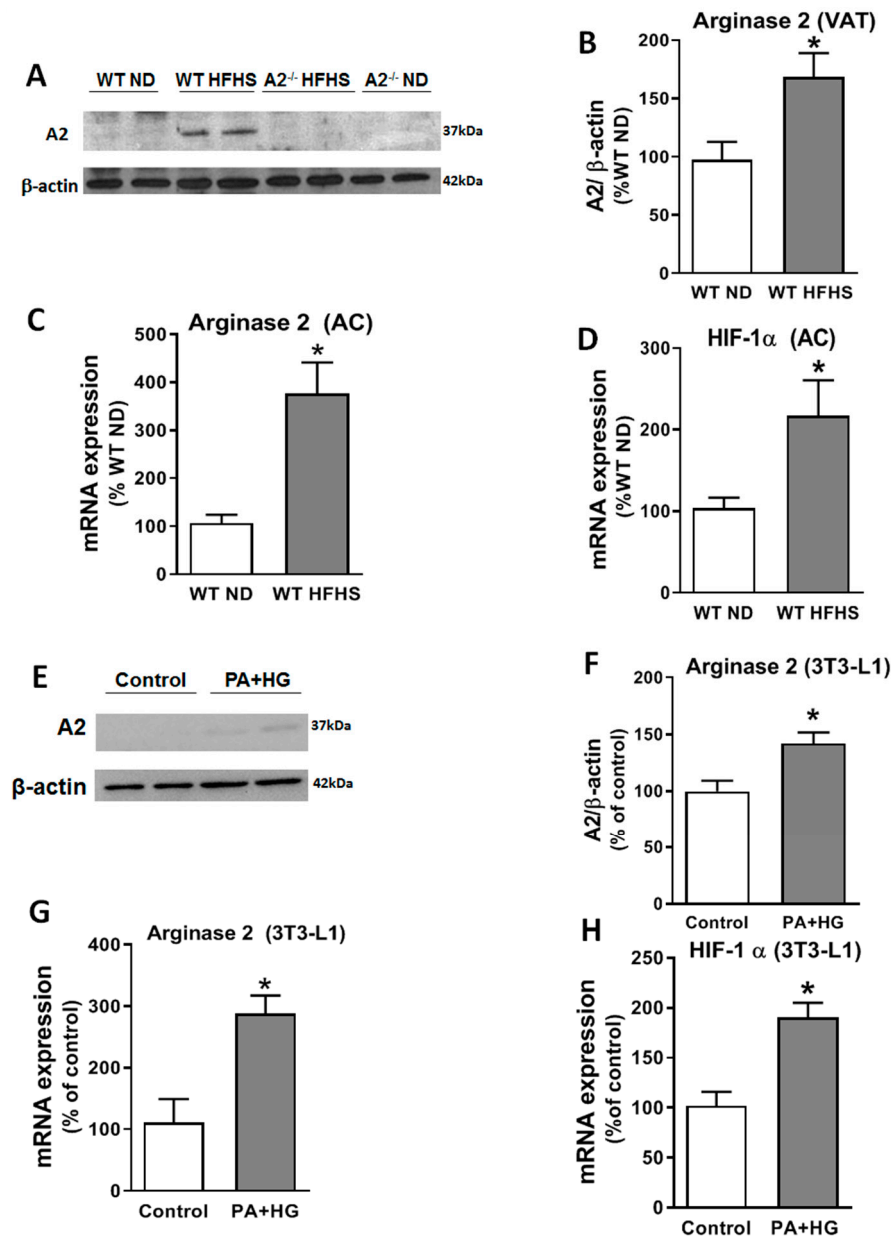 A
WT ND WT HFHS A2-/- HFHS A2-/- ND
A2
37kDa
β-actin
42kDa
B
Arginase 2 (VAT)
A2/ β-actin
(%WT ND)
200
150
100
50
0
*
WT ND WT HFHS
C
Arginase 2 (AC)
mRNA expression
(% WT ND)
500
400
300
200
100
0
*
WT ND WT HFHS
D
HIF-1α (AC)
mRNA expression
(%WT ND)
300
200
100
0
*
WT ND WT HFHS
E
Control PA+HG
A2
37kDa
β-actin
42kDa
F
Arginase 2 (3T3-L1)
A2/β-actin
(% of control)
200
150
100
50
0
*
Control PA+HG
G
Arginase 2 (3T3-L1)
mRNA expression
(% of control)
400
300
200
100
0
*
Control PA+HG
H
HIF-1 α (3T3-L1)
mRNA expression
(%of control)
250
200
150
100
50
0
*
Control PA+HG